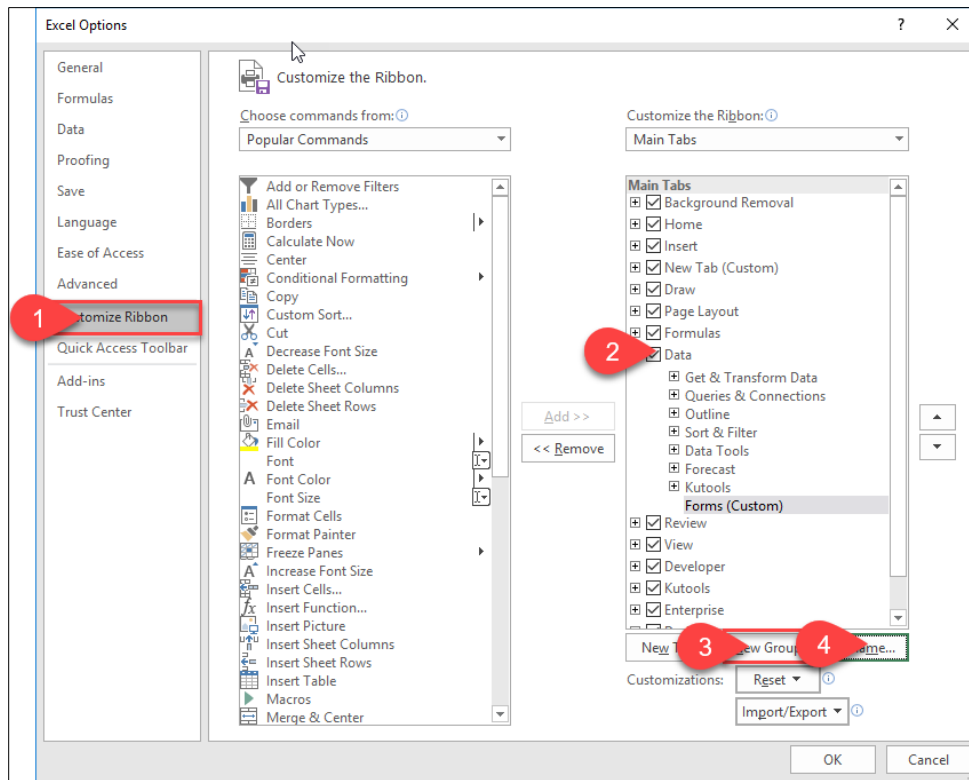 Excel Options
?
General
Formulas
Data
Proofing
Save
Language
Ease of Access
Advanced
1
tomize Ribbon
Quick Access Toolbar
Add-ins
Trust Center
Customize the Ribbon.
Choose commands from:
Popular Commands
Add or Remove Filters
All Chart Types...
Borders
Calculate Now
Center
Conditional Formatting
Copy
Custom Sort...
Cut
Decrease Font Size
Delete Cells...
Delete Sheet Columns
Delete Sheet Rows
Email
Fill Color
Font
Font Color
Font Size
Format Cells
Format Painter
Freeze Panes
Increase Font Size
Insert Cells...
Insert Function...
Insert Picture
Insert Sheet Columns
Insert Sheet Rows
Insert Table
Macros
Merge & Center
Add >>
<< Remove
Customize the Ribbon:
Main Tabs
Main Tabs
Background Removal
Home
Insert
New Tab (Custom)
Draw
Page Layout
Formulas
2
Data
Get & Transform Data
Queries & Connections
Outline
Sort & Filter
Data Tools
Forecast
Kutools
Forms (Custom)
Review
View
Developer
Kutools
Enterprise
New T
3
ew Group
4
ame...
Customizations:
Reset
Import/Export
OK
Cancel